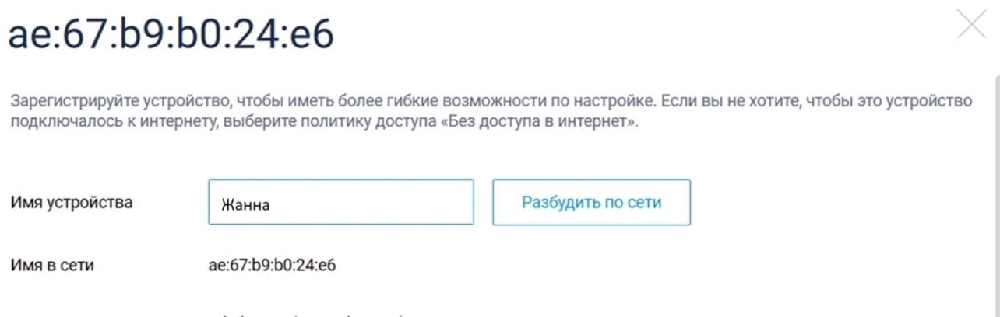 ae:67:b9:b0:24:e6
Зарегистрируйте устройство, чтобы иметь более гибкие возможности по настройке. Если вы не хотите, чтобы это устройство
подключалось к интернету, выберите политику доступа «Без доступа в интернет».
Имя устройства Жанна Разбудить по сети
Имя в сети ae:67:b9:b0:24:e6